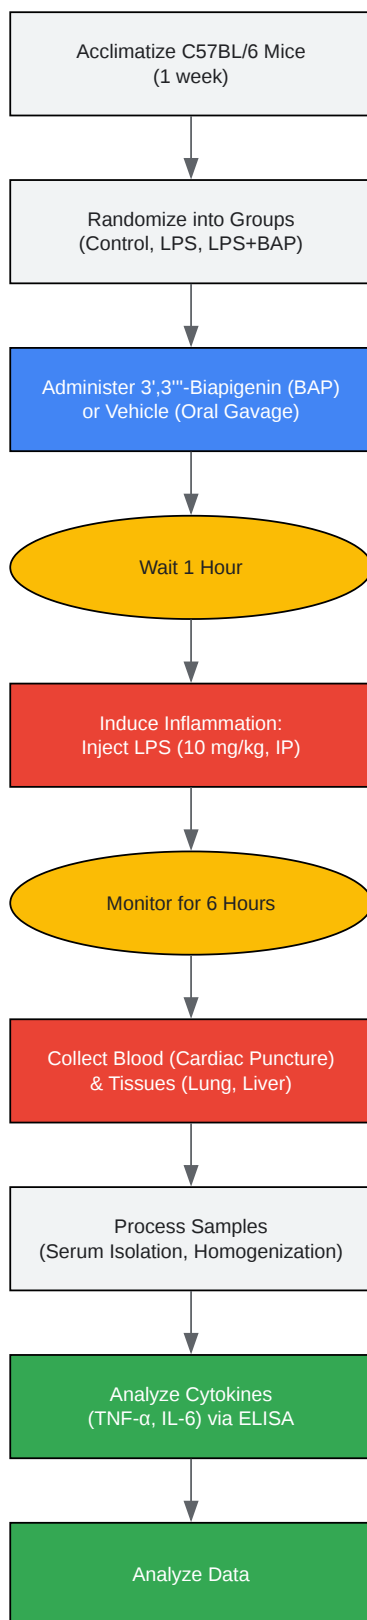 Acclimatize C57BL/6 Mice
(1 week)
Randomize into Groups
(Control, LPS, LPS+BAP)
Administer 3',3'''-Biapigenin (BAP)
or Vehicle (Oral Gavage)
Wait 1 Hour
Induce Inflammation:
Inject LPS (10 mg/kg, IP)
Monitor for 6 Hours
Collect Blood (Cardiac Puncture)
& Tissues (Lung, Liver)
Process Samples
(Serum Isolation, Homogenization)
Analyze Cytokines
(TNF-α, IL-6) via ELISA
Analyze Data